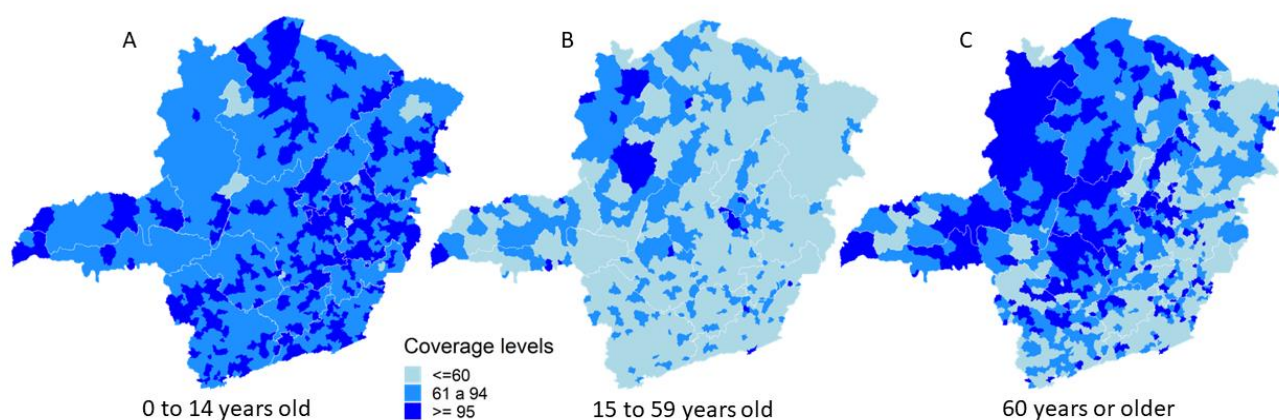 A
B
C
Coverage levels
<=60
61 a 94
>= 95
0 to 14 years old
15 to 59 years old
60 years or older